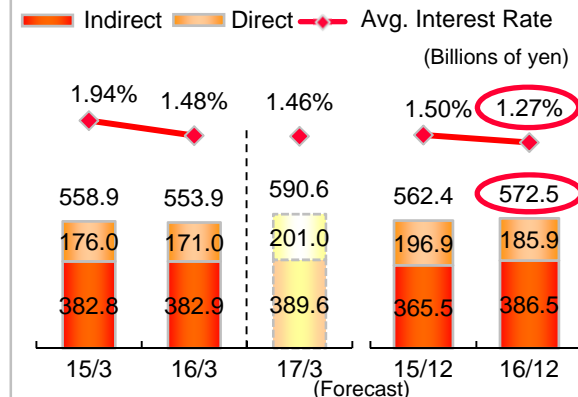 Indirect Direct Avg. Interest Rate
(Billions of yen)
1.94% 1.48% 1.46% 1.50% 1.27%
558.9 553.9 590.6 562.4 572.5
176.0 171.0 201.0 196.9 185.9
382.8 382.9 389.6 365.5 386.5
15/3 16/3 17/3 15/12 16/12
(Forecast)